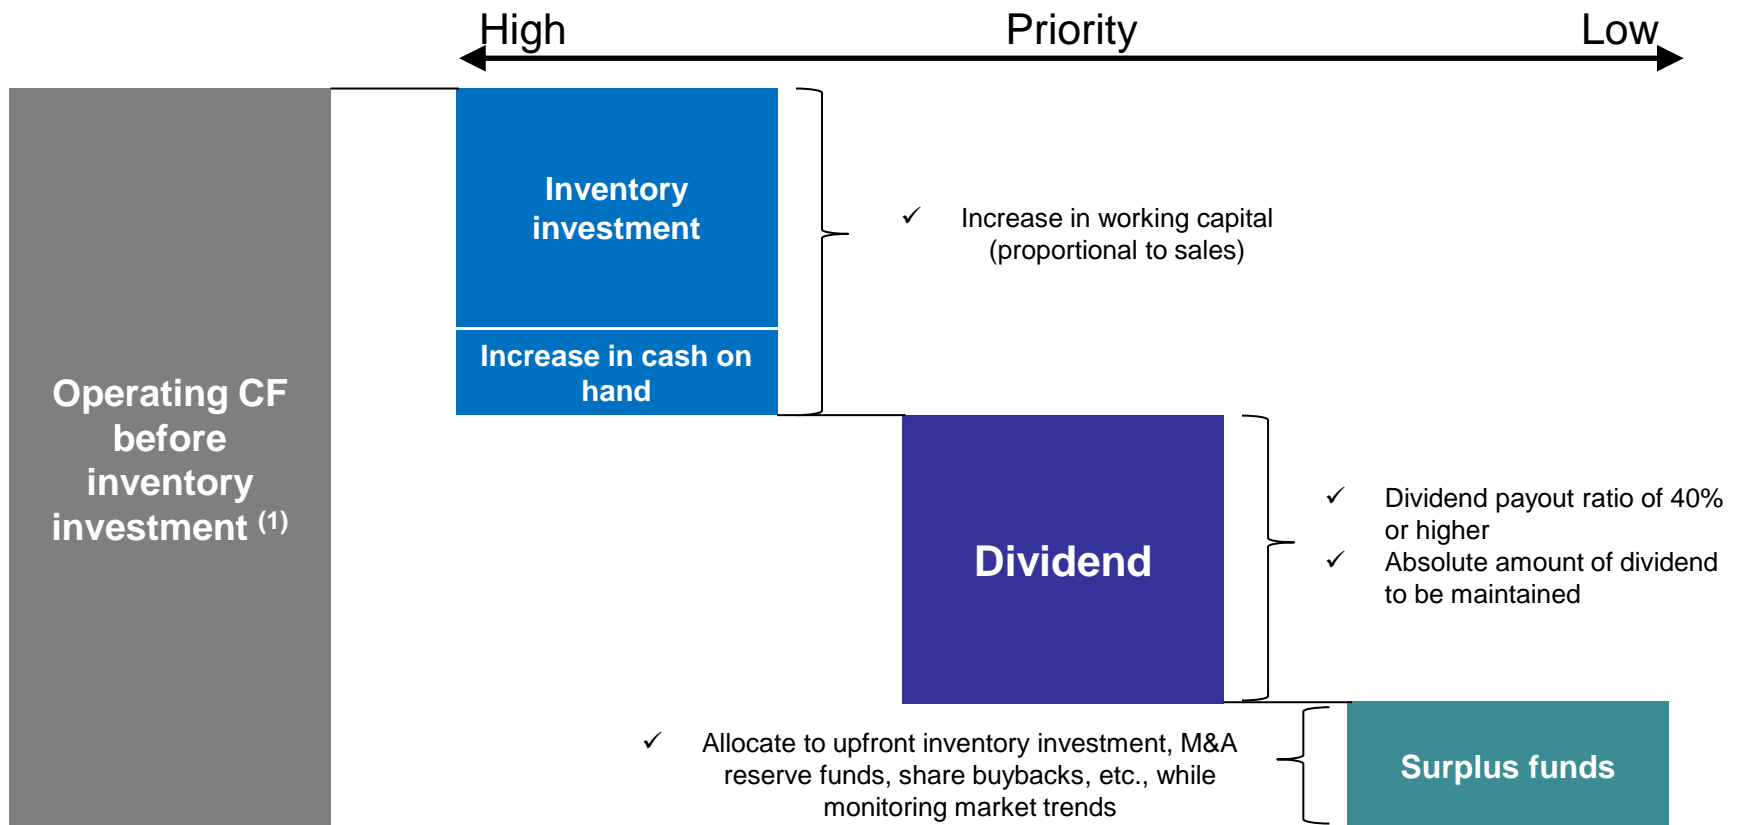 High Priority Low
Inventory
investment
✓ Increase in working capital
(proportional to sales)
Increase in cash on
hand
Operating CF
before
inventory
investment (1)
Dividend
✓ Dividend payout ratio of 40%
or higher
✓ Absolute amount of dividend
to be maintained
✓ Allocate to upfront inventory investment, M&A
reserve funds, share buybacks, etc., while
monitoring market trends
Surplus funds